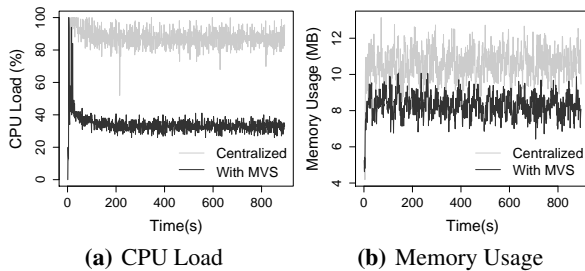 CPU Load (%)
100
80
60
40
20
0
Centralized
With MVS
0 200 400 600 800
Time(s)
(a) CPU Load
Memory Usage (MB)
12
10
8
6
4
Centralized
With MVS
0 200 400 600 800
Time(s)
(b) Memory Usage